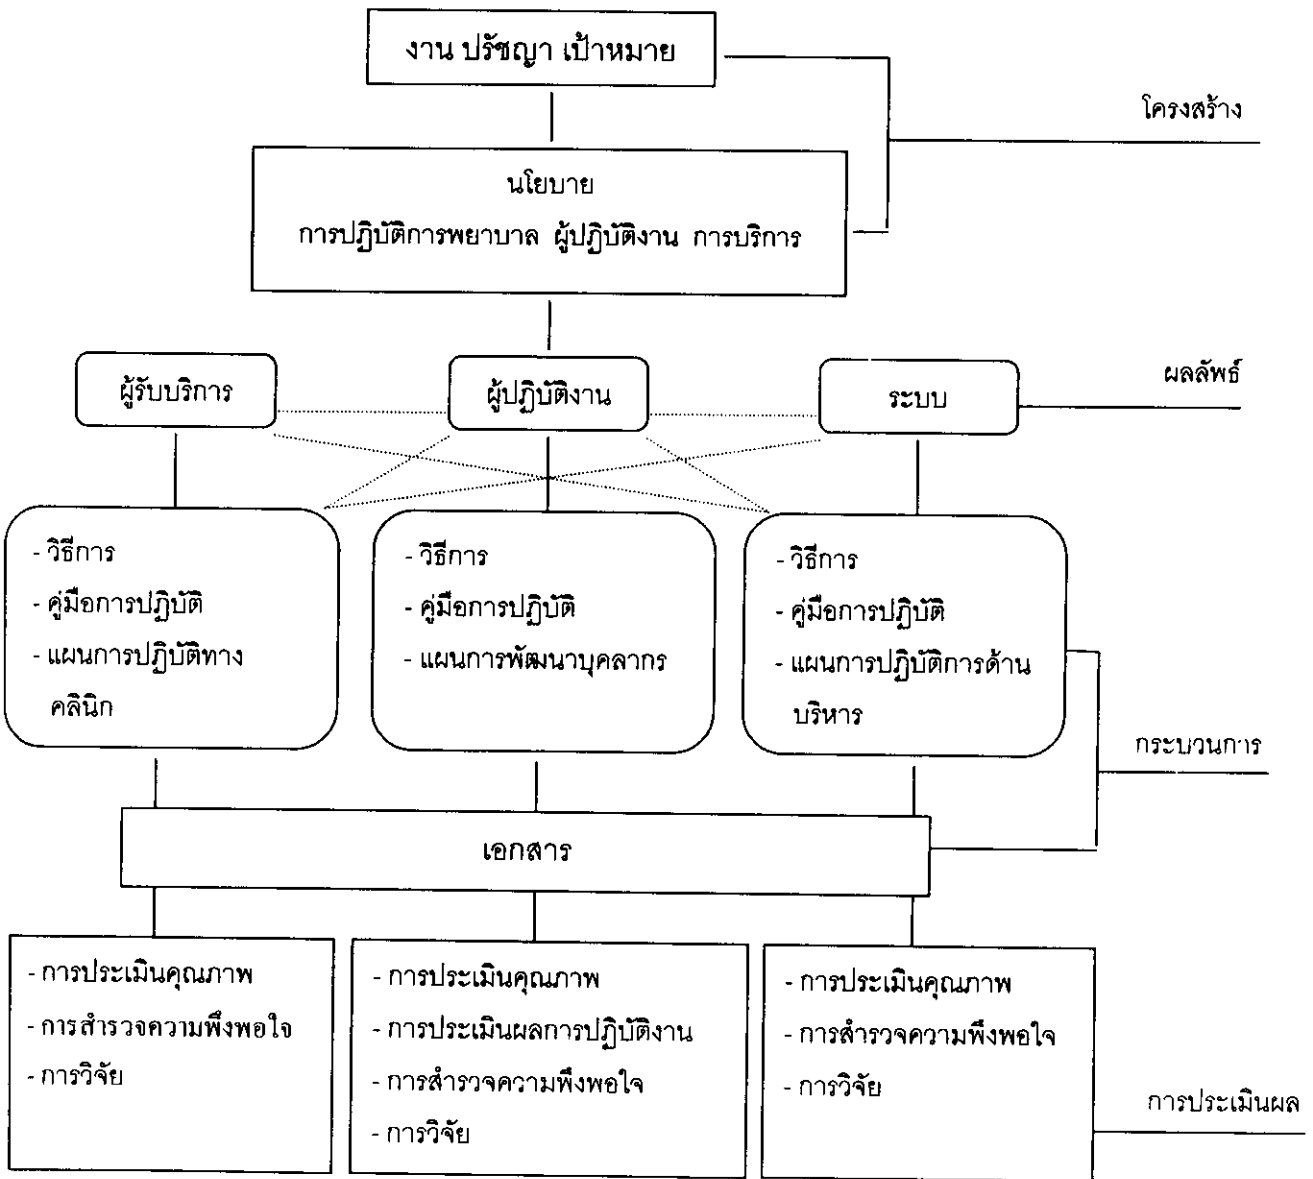 งาน ปรัชญา เป้าหมาย
โครงสร้าง
นโยบาย
การปฏิบัติการพยาบาล ผู้ปฏิบัติงาน การบริการ
ผู้รับบริการ
ผู้ปฏิบัติงาน
ระบบ
ผลลัพธ์
- วิธีการ
- คู่มือการปฏิบัติ
- แผนการปฏิบัติทาง
คลินิก
- วิธีการ
- คู่มือการปฏิบัติ
- แผนการพัฒนาบุคลากร
- วิธีการ
- คู่มือการปฏิบัติ
- แผนการปฏิบัติการด้าน
บริหาร
กระบวนการ
เอกสาร
- การประเมินคุณภาพ
- การสำรวจความพึงพอใจ
- การวิจัย
- การประเมินคุณภาพ
- การประเมินผลการปฏิบัติงาน
- การสำรวจความพึงพอใจ
- การวิจัย
- การประเมินคุณภาพ
- การสำรวจความพึงพอใจ
- การวิจัย
การประเมินผล